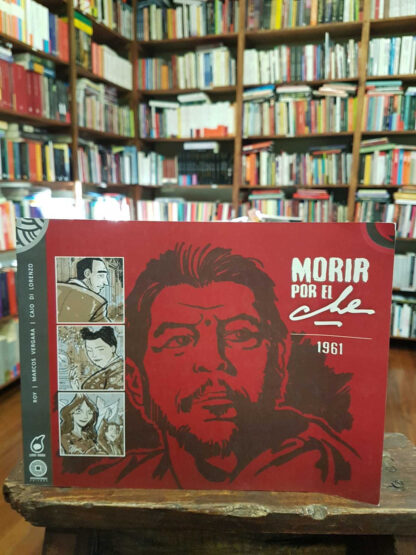 MORIR
POR EL
Che
1961
ROY | MARCOS VERGARA | CAIO DI LORENZO